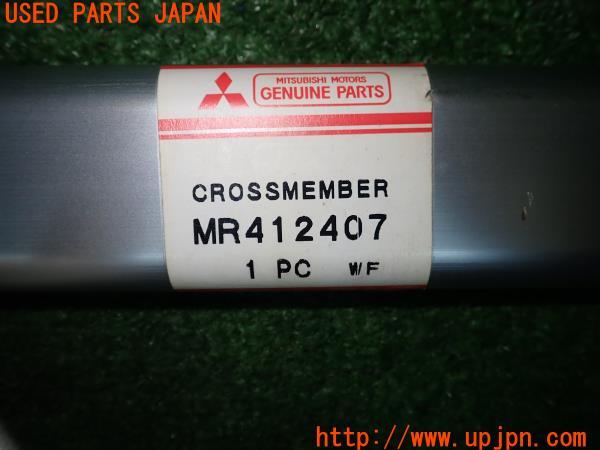 USED PARTS JAPAN
MITSUBISHI MOTORS
GENUINE PARTS
CROSSMEMBER
MR412407
1 PC W/F
http://www.upjpn.com